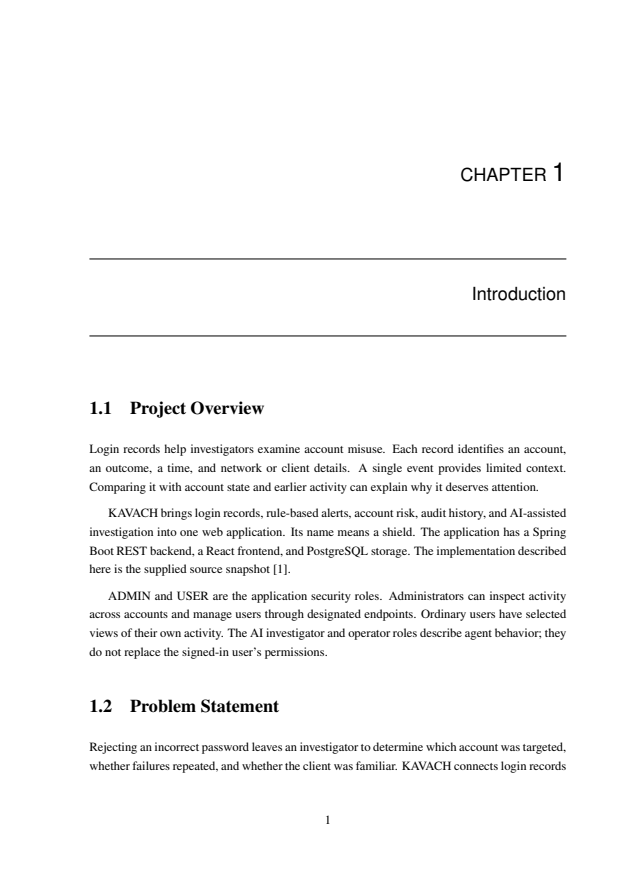 CHAPTER 1
Introduction
1.1 Project Overview
Login records help investigators examine account misuse. Each record identifies an account,
an outcome, a time, and network or client details. A single event provides limited context.
Comparing it with account state and earlier activity can explain why it deserves attention.
KAVACH brings login records, rule-based alerts, account risk, audit history, and AI-assisted
investigation into one web application. Its name means a shield. The application has a Spring
Boot REST backend, a React frontend, and PostgreSQL storage. The implementation described
here is the supplied source snapshot [1].
ADMIN and USER are the application security roles. Administrators can inspect activity
across accounts and manage users through designated endpoints. Ordinary users have selected
views of their own activity. The AI investigator and operator roles describe agent behavior; they
do not replace the signed-in user's permissions.
1.2 Problem Statement
Rejecting an incorrect password leaves an investigator to determine which account was targeted,
whether failures repeated, and whether the client was familiar. KAVACH connects login records
1